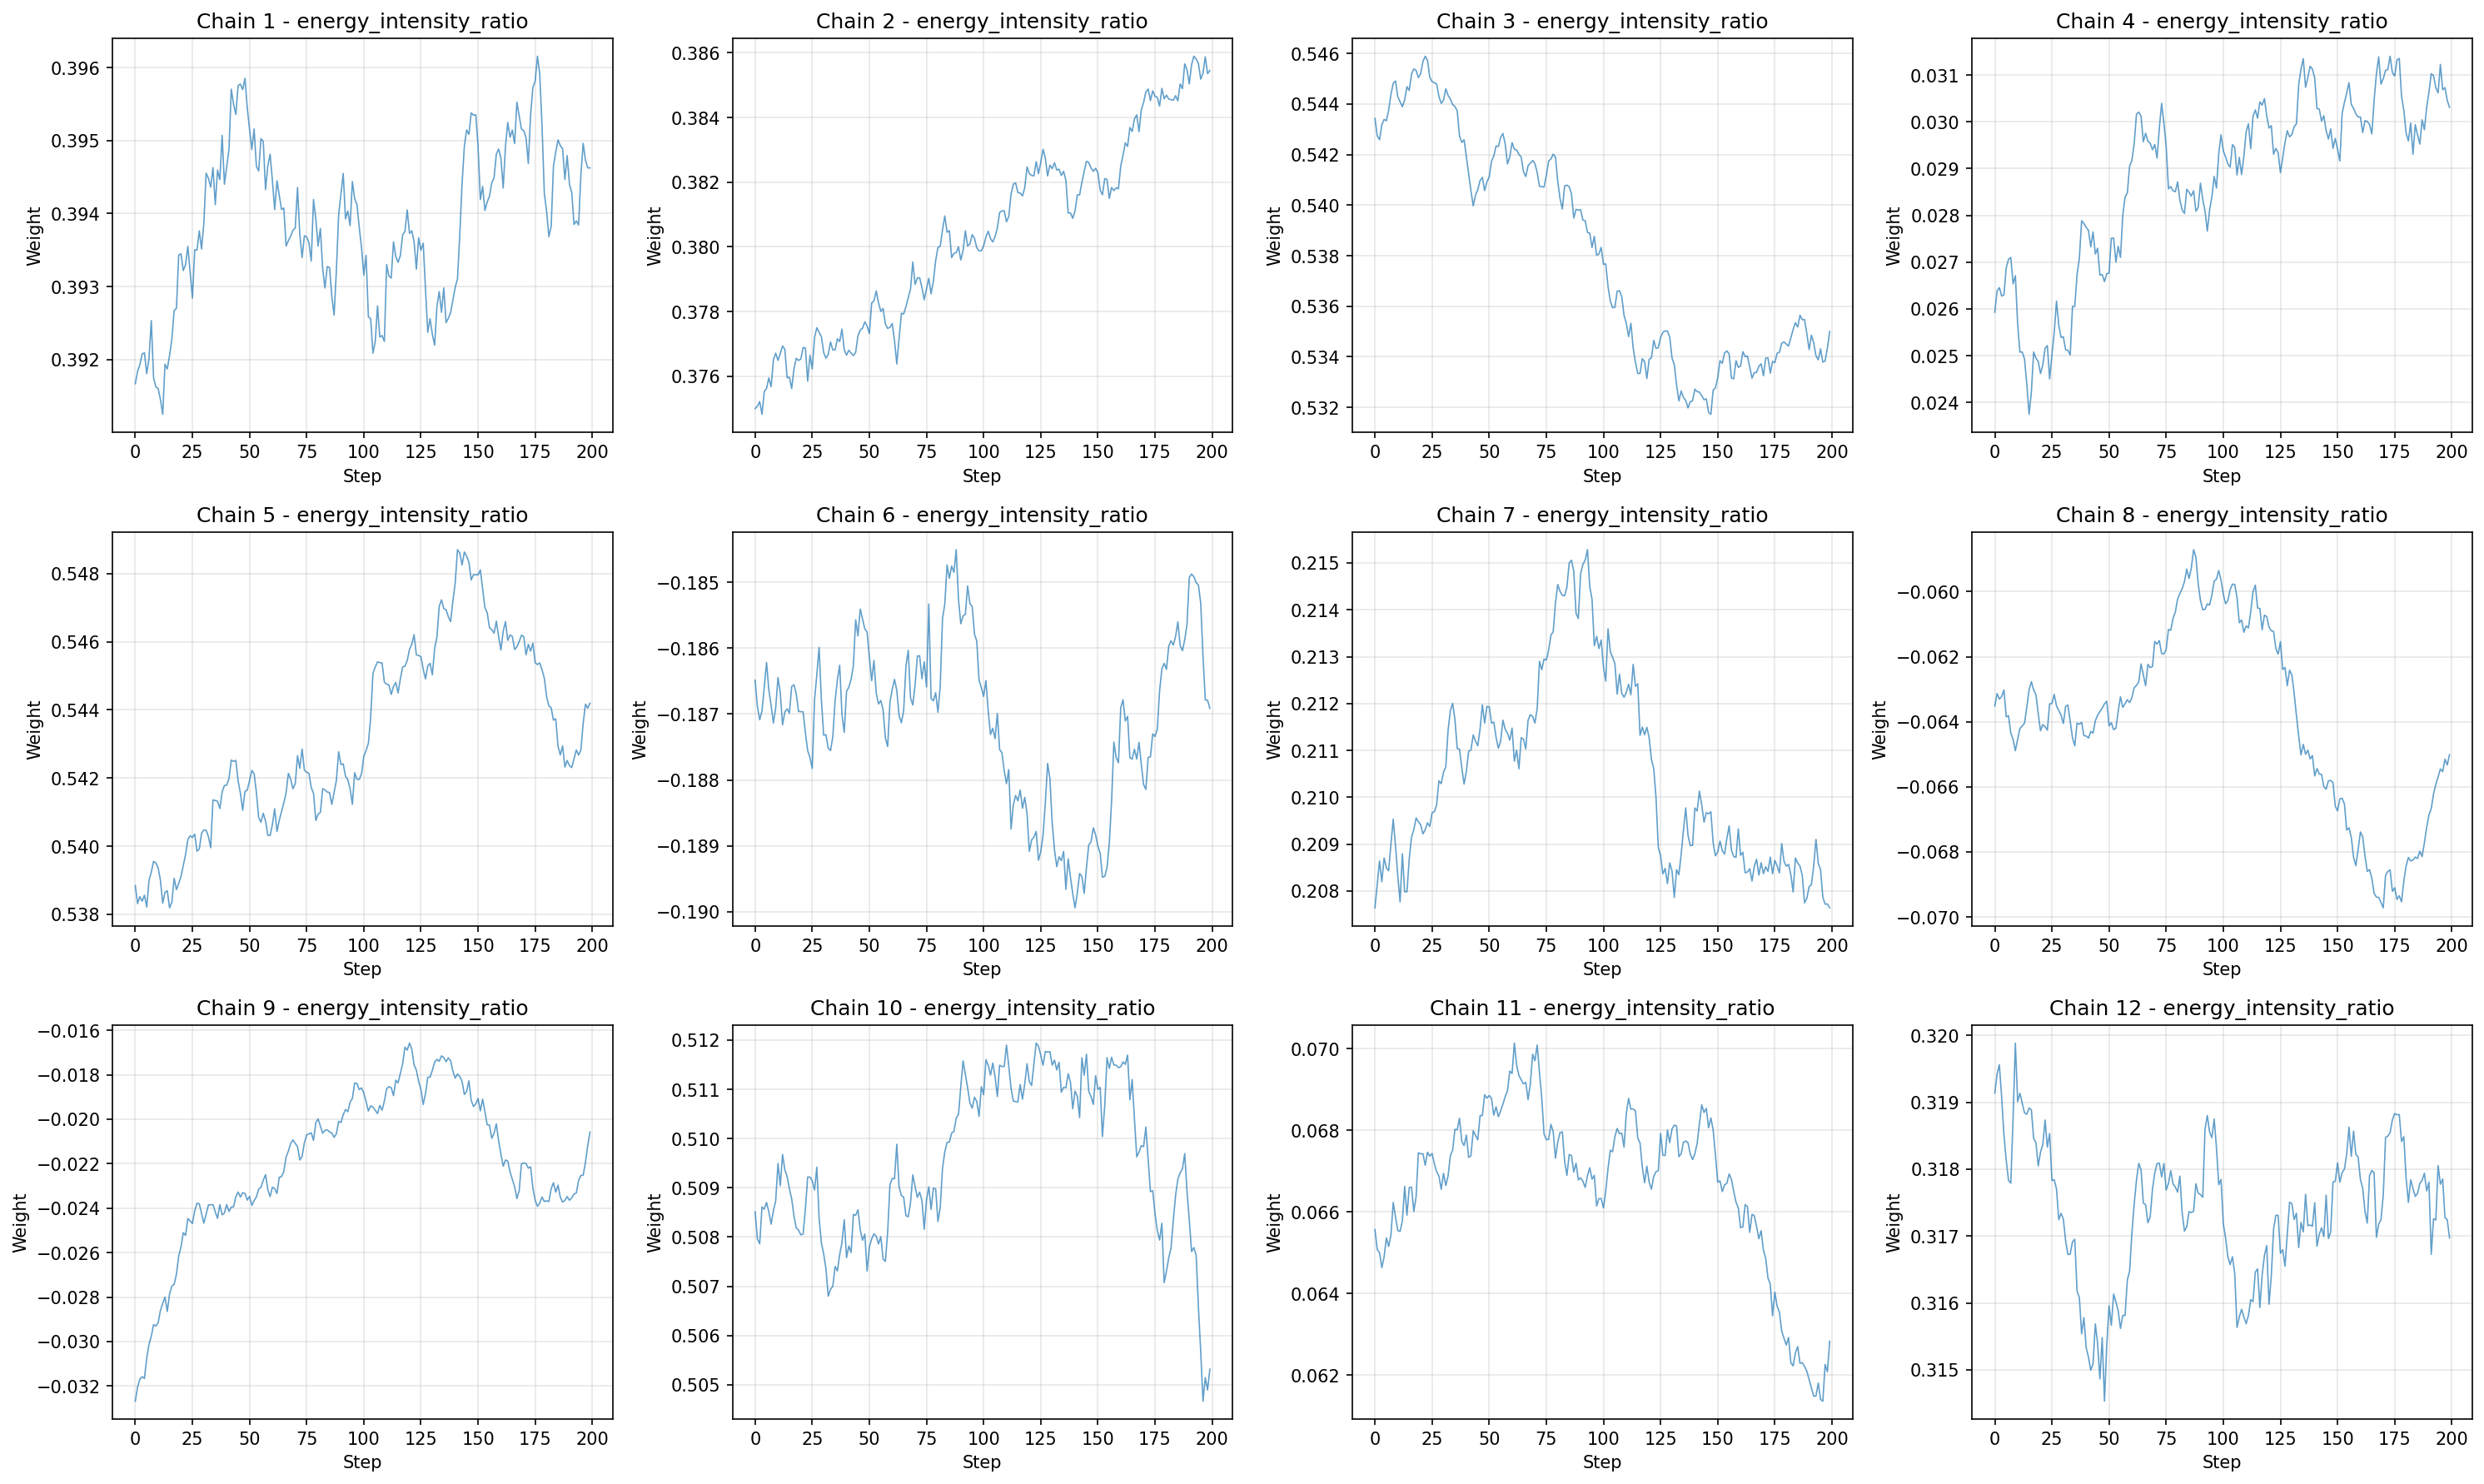 Chain 1 - energy_intensity_ratio
Weight
0.396
0.395
0.394
0.393
0.392
0 25 50 75 100 125 150 175 200
Step
Chain 2 - energy_intensity_ratio
Weight
0.386
0.384
0.382
0.380
0.378
0.376
0 25 50 75 100 125 150 175 200
Step
Chain 3 - energy_intensity_ratio
Weight
0.546
0.544
0.542
0.540
0.538
0.536
0.534
0.532
0 25 50 75 100 125 150 175 200
Step
Chain 4 - energy_intensity_ratio
Weight
0.031
0.030
0.029
0.028
0.027
0.026
0.025
0.024
0 25 50 75 100 125 150 175 200
Step
Chain 5 - energy_intensity_ratio
Weight
0.548
0.546
0.544
0.542
0.540
0.538
0 25 50 75 100 125 150 175 200
Step
Chain 6 - energy_intensity_ratio
Weight
−0.185
−0.186
−0.187
−0.188
−0.189
−0.190
0 25 50 75 100 125 150 175 200
Step
Chain 7 - energy_intensity_ratio
Weight
0.215
0.214
0.213
0.212
0.211
0.210
0.209
0.208
0 25 50 75 100 125 150 175 200
Step
Chain 8 - energy_intensity_ratio
Weight
−0.060
−0.062
−0.064
−0.066
−0.068
−0.070
0 25 50 75 100 125 150 175 200
Step
Chain 9 - energy_intensity_ratio
Weight
−0.016
−0.018
−0.020
−0.022
−0.024
−0.026
−0.028
−0.030
−0.032
0 25 50 75 100 125 150 175 200
Step
Chain 10 - energy_intensity_ratio
Weight
0.512
0.511
0.510
0.509
0.508
0.507
0.506
0.505
0 25 50 75 100 125 150 175 200
Step
Chain 11 - energy_intensity_ratio
Weight
0.070
0.068
0.066
0.064
0.062
0 25 50 75 100 125 150 175 200
Step
Chain 12 - energy_intensity_ratio
Weight
0.320
0.319
0.318
0.317
0.316
0.315
0 25 50 75 100 125 150 175 200
Step